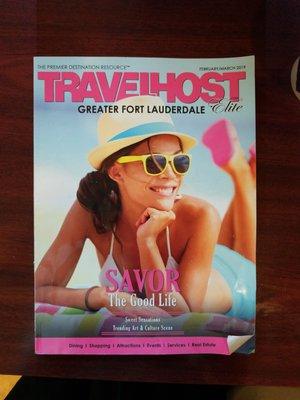 THE PREMIER DESTINATION RESOURCE™
FEBRUARY/MARCH 2019
TRAVELHOST
GREATER FORT LAUDERDALE Elite®
SAVOR
The Good Life
Sweet Sensations
Trending Art & Culture Scene
Dining | Shopping | Attractions | Events | Services | Real Estate